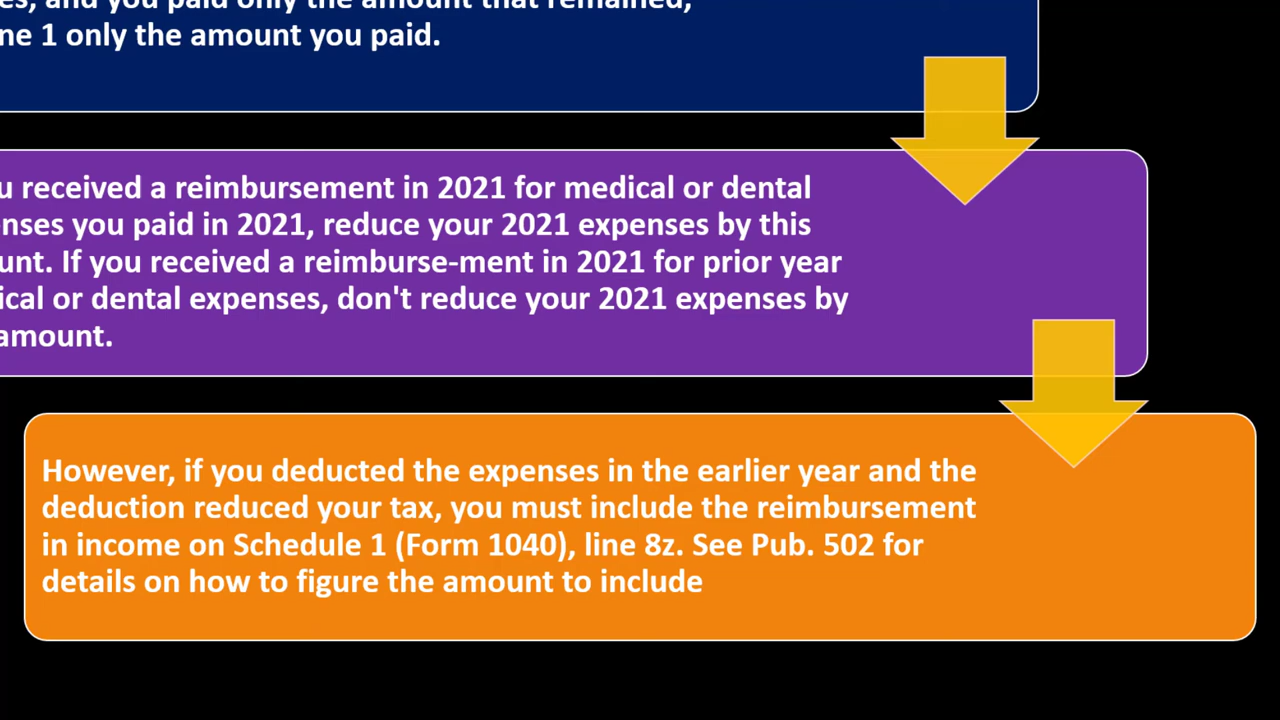 and you paid only the amount that remained,
1 only the amount you paid.
received a reimbursement in 2021 for medical or dental
you paid in 2021, reduce your 2021 expenses by this
If you received a reimburse-ment in 2021 for prior year
or dental expenses, don't reduce your 2021 expenses by
amount.
However, if you deducted the expenses in the earlier year and the
deduction reduced your tax, you must include the reimbursement
in income on Schedule 1 (Form 1040), line 8z. See Pub. 502 for
details on how to figure the amount to include